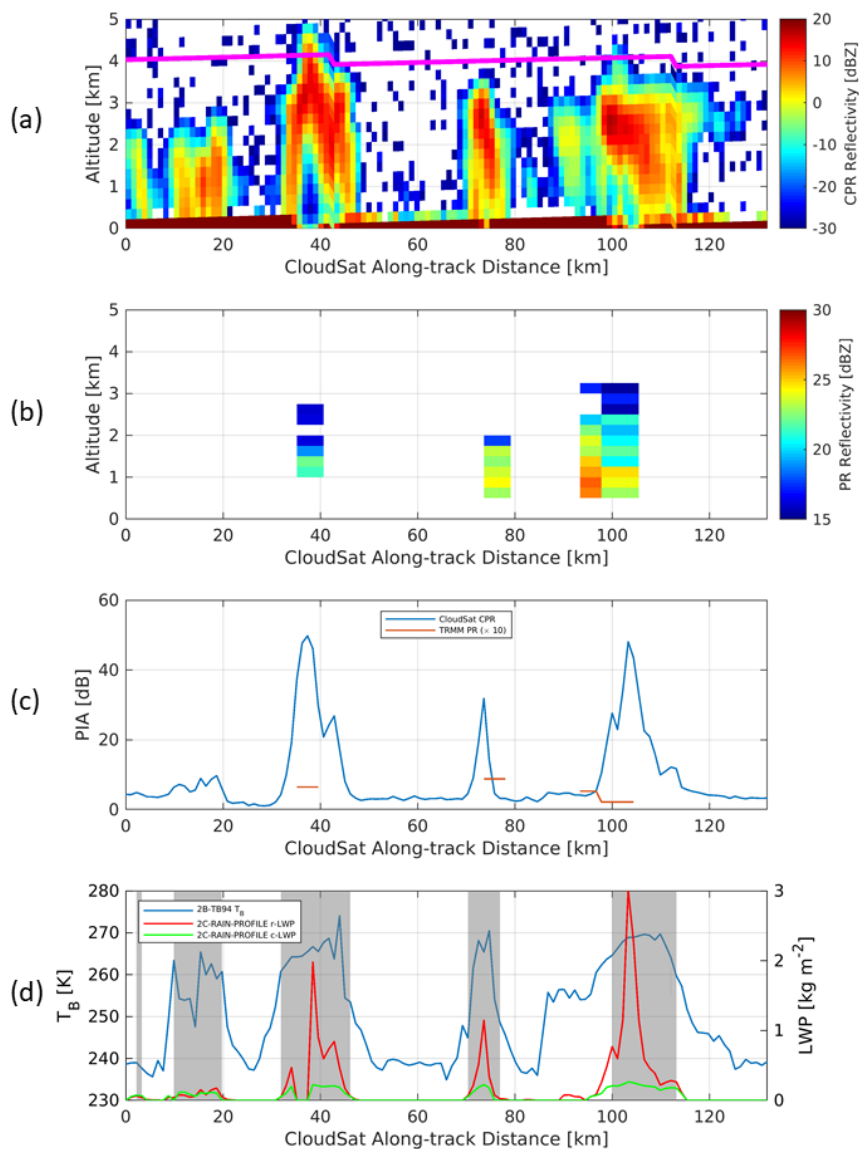 (a)
Altitude [km]
5
4
3
2
1
0
0 20 40 60 80 100 120
CloudSat Along-track Distance [km]
20
10
0
-10
-20
-30
CPR Reflectivity [dBZ]
(b)
Altitude [km]
5
4
3
2
1
0
0 20 40 60 80 100 120
CloudSat Along-track Distance [km]
30
25
20
15
PR Reflectivity [dBZ]
(c)
PIA [dB]
60
40
20
0
CloudSat CPR
TRMM PR (× 10)
0 20 40 60 80 100 120
CloudSat Along-track Distance [km]
(d)
T_B [K]
280
270
260
250
240
230
2B-TB94 T_B
2C-RAIN-PROFILE r-LWP
2C-RAIN-PROFILE c-LWP
3
2
1
0
LWP [kg m-2]
0 20 40 60 80 100 120
CloudSat Along-track Distance [km]